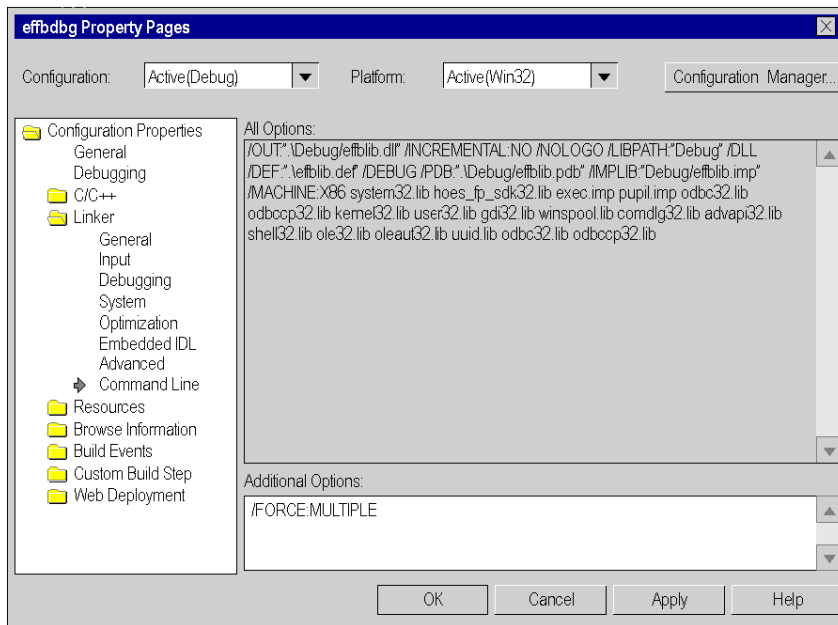 effbdbg Property Pages
Configuration: Active(Debug) Platform: Active(Win32) Configuration Manager...
Configuration Properties
General
Debugging
C/C++
Linker
General
Input
Debugging
System
Optimization
Embedded IDL
Advanced
Command Line
Resources
Browse Information
Build Events
Custom Build Step
Web Deployment
All Options:
/OUT:".\Debug/effblib.dll" /INCREMENTAL:NO /NOLOGO /LIBPATH:"Debug" /DLL
/DEF:".\effblib.def" /DEBUG /PDB:".\Debug/effblib.pdb" /IMPLIB:"Debug/effblib.imp"
/MACHINE:X86 system32.lib hoes_fp_sdk32.lib exec.imp pupil.imp odbc32.lib
odbccp32.lib kernel32.lib user32.lib gdi32.lib winspool.lib comdlg32.lib advapi32.lib
shell32.lib ole32.lib oleaut32.lib uuid.lib odbc32.lib odbccp32.lib
Additional Options:
/FORCE:MULTIPLE
OK Cancel Apply Help